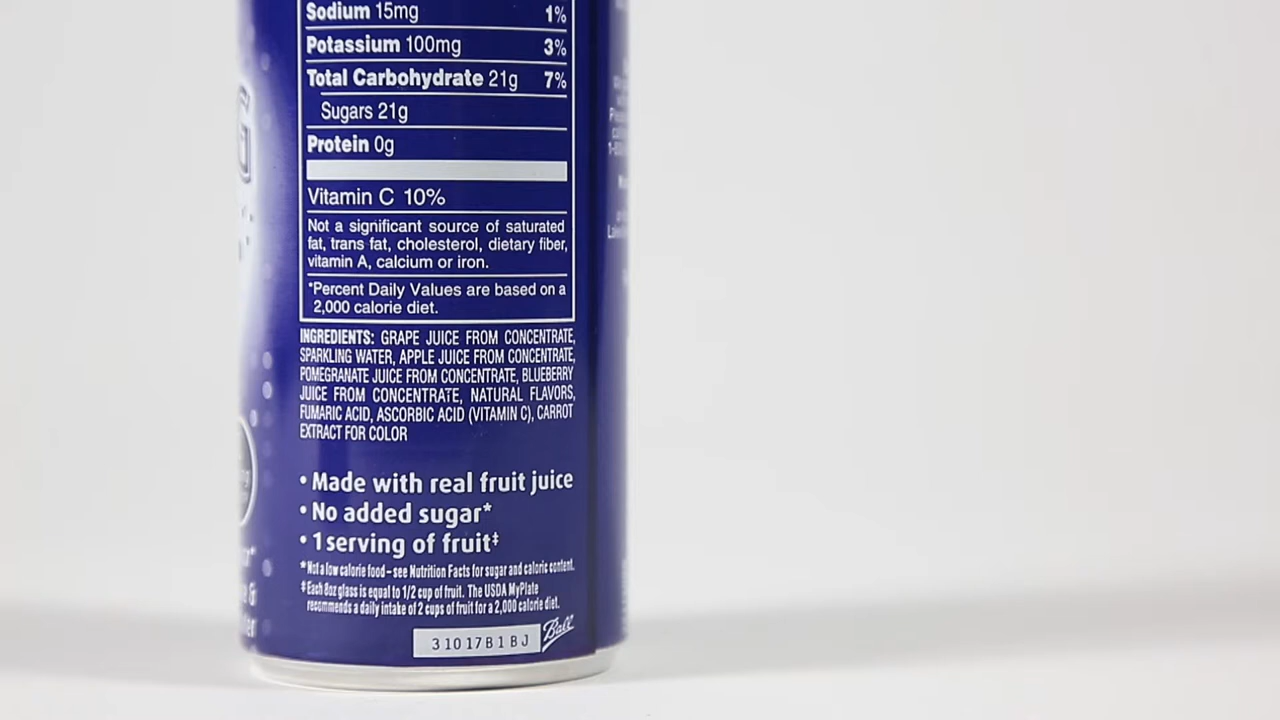 Sodium 15mg 1%
Potassium 100mg 3%
Total Carbohydrate 21g 7%
Sugars 21g
Protein 0g
Vitamin C 10%
Not a significant source of saturated
fat, trans fat, cholesterol, dietary fiber,
vitamin A, calcium or iron.
*Percent Daily Values are based on a
2,000 calorie diet.
INGREDIENTS: GRAPE JUICE FROM CONCENTRATE,
SPARKLING WATER, APPLE JUICE FROM CONCENTRATE,
POMEGRANATE JUICE FROM CONCENTRATE, BLUEBERRY
JUICE FROM CONCENTRATE, NATURAL FLAVORS,
FUMARIC ACID, ASCORBIC ACID (VITAMIN C), CARROT
EXTRACT FOR COLOR
• Made with real fruit juice
• No added sugar*
• 1 serving of fruit‡
*Not a low calorie food – see Nutrition Facts for sugar and caloric content.
‡Each 8oz glass is equal to 1/2 cup of fruit. The USDA MyPlate
recommends a daily intake of 2 cups of fruit for a 2,000 calorie diet.
31017B1BJ Ball